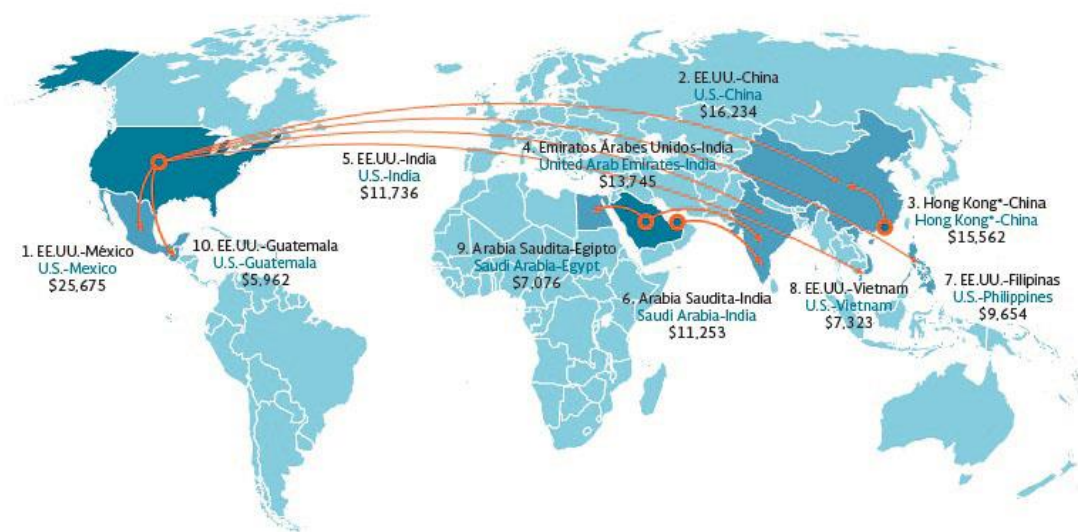 1. EE.UU.-México
U.S.-Mexico
$25,675
10. EE.UU.-Guatemala
U.S.-Guatemala
$5,962
5. EE.UU.-India
U.S.-India
$11,736
2. EE.UU.-China
U.S.-China
$16,234
4. Emiratos Árabes Unidos-India
United Arab Emirates-India
$13,745
9. Arabia Saudita-Egipto
Saudi Arabia-Egypt
$7,076
6. Arabia Saudita-India
Saudi Arabia-India
$11,253
8. EE.UU.-Vietnam
U.S.-Vietnam
$7,323
3. Hong Kong*-China
Hong Kong*-China
$15,562
7. EE.UU.-Filipinas
U.S.-Philippines
$9,654